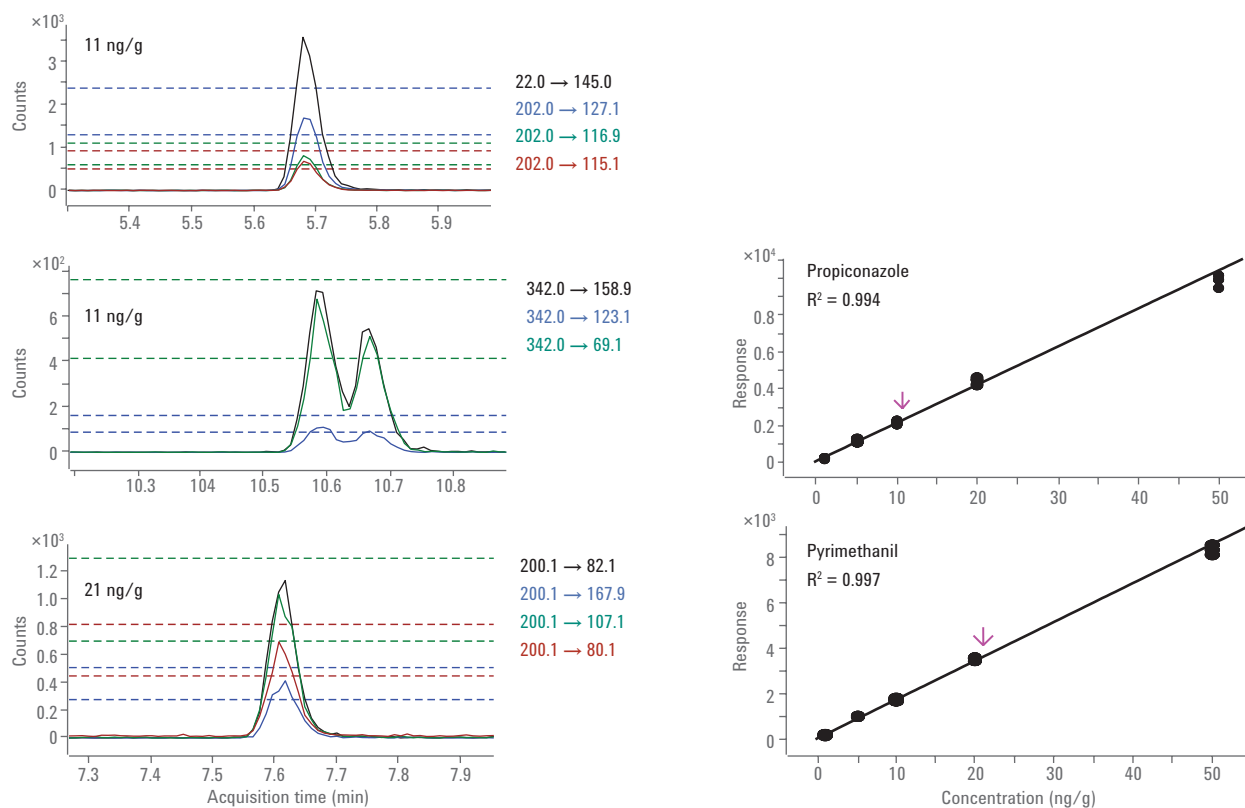 ×10³
11 ng/g
3
2
1
0
Counts
5.4 5.5 5.6 5.7 5.8 5.9
22.0 → 145.0
202.0 → 127.1
202.0 → 116.9
202.0 → 115.1
×10²
11 ng/g
6
4
2
0
Counts
10.3 104 10.5 10.6 10.7 10.8
342.0 → 158.9
342.0 → 123.1
342.0 → 69.1
×10⁴
Propiconazole
R² = 0.994
0.8
0.6
0.4
0.2
0
Response
0 10 20 30 40 50
×10³
21 ng/g
1.2
1.0
0.8
0.6
0.4
0.2
0
Counts
7.3 7.4 7.5 7.6 7.7 7.8 7.9
Acquisition time (min)
200.1 → 82.1
200.1 → 167.9
200.1 → 107.1
200.1 → 80.1
×10³
Pyrimethanil
R² = 0.997
8
6
4
2
0
Response
0 10 20 30 40 50
Concentration (ng/g)